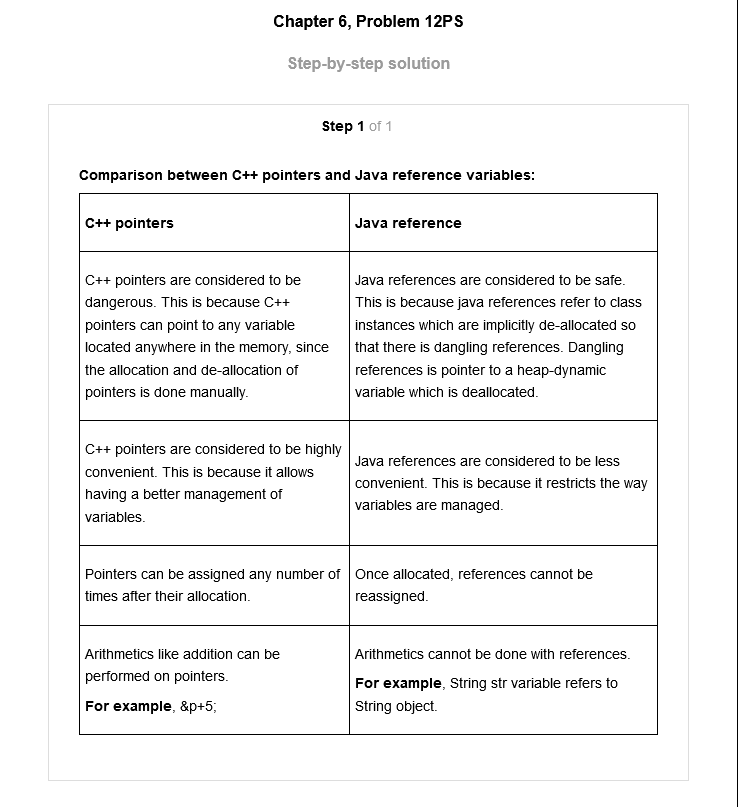 Chapter 6, Problem 12PS
Step-by-step solution
Step 1 of 1
Comparison between C++ pointers and Java reference variables:
C++ pointers
Java reference
C++ pointers are considered to be
dangerous. This is because C++
pointers can point to any variable
located anywhere in the memory, since
the allocation and de-allocation of
pointers is done manually.
Java references are considered to be safe.
This is because java references refer to class
instances which are implicitly de-allocated so
that there is dangling references. Dangling
references is pointer to a heap-dynamic
variable which is deallocated.
C++ pointers are considered to be highly
convenient. This is because it allows
having a better management of
variables.
Java references are considered to be less
convenient. This is because it restricts the way
variables are managed.
Pointers can be assigned any number of
times after their allocation.
Once allocated, references cannot be
reassigned.
Arithmetics like addition can be
performed on pointers.
For example, &p+5;
Arithmetics cannot be done with references.
For example, String str variable refers to
String object.